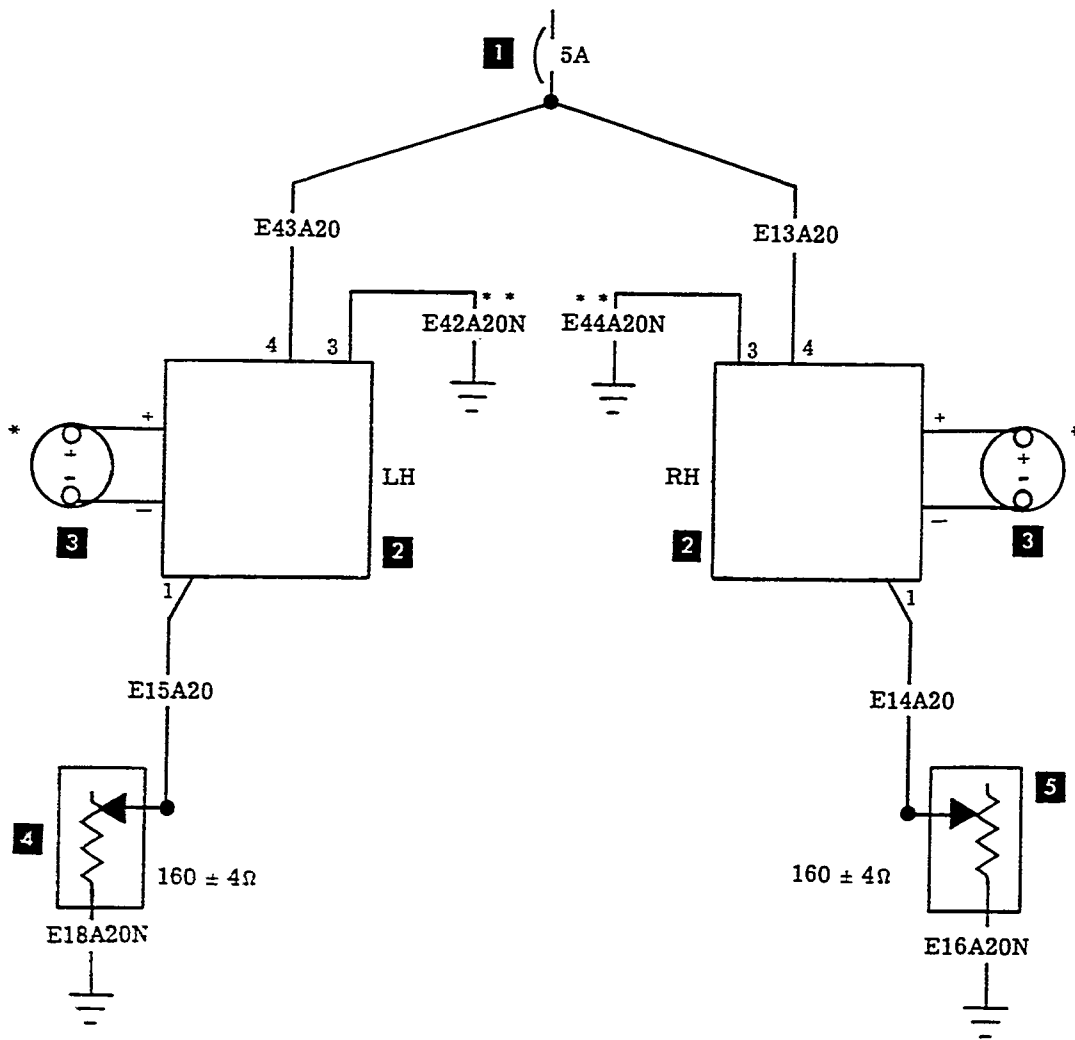 1
5A
E43A20
E13A20
* *
* *
E42A20N
E44A20N
4
3
3
4
*
+
+
-
−
LH
3
2
RH
2
+
+
-
−
*
3
1
1
E15A20
E14A20
4
160 ± 4Ω
160 ± 4Ω
5
E18A20N
E16A20N